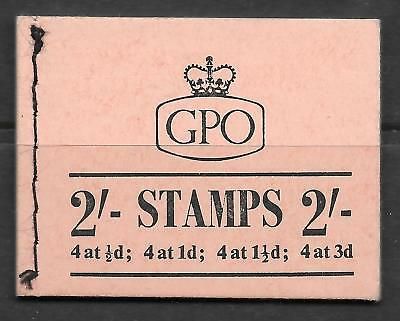 GPO
2/- STAMPS 2/-
4 at ½d; 4 at 1d; 4 at 1½d; 4 at 3d